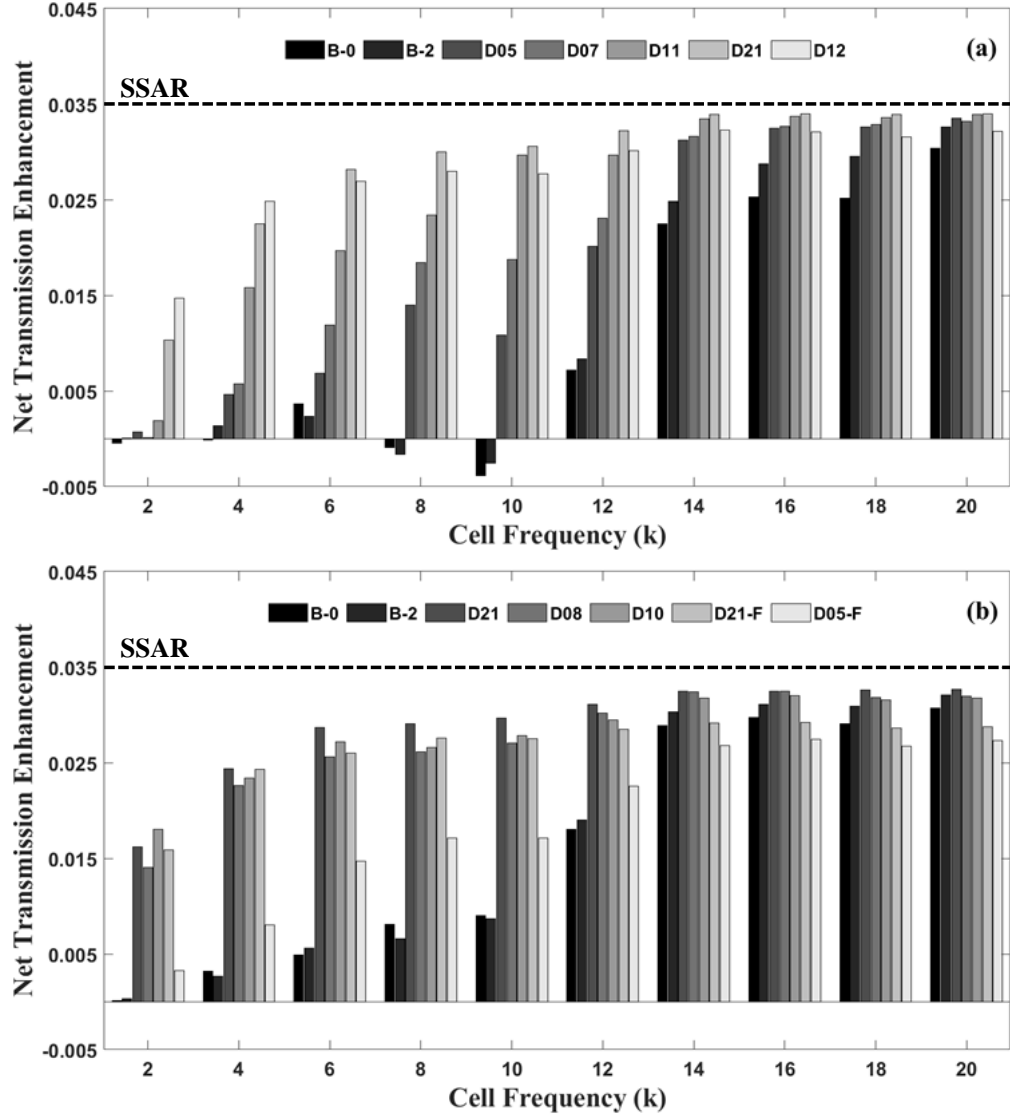 0.045
B-0 B-2 D05 D07 D11 D21 D12
(a)
SSAR
0.035
0.025
0.015
0.005
-0.005
Net Transmission Enhancement
2 4 6 8 10 12 14 16 18 20
Cell Frequency (k)
0.045
B-0 B-2 D21 D08 D10 D21-F D05-F
(b)
SSAR
0.035
0.025
0.015
0.005
-0.005
Net Transmission Enhancement
2 4 6 8 10 12 14 16 18 20
Cell Frequency (k)